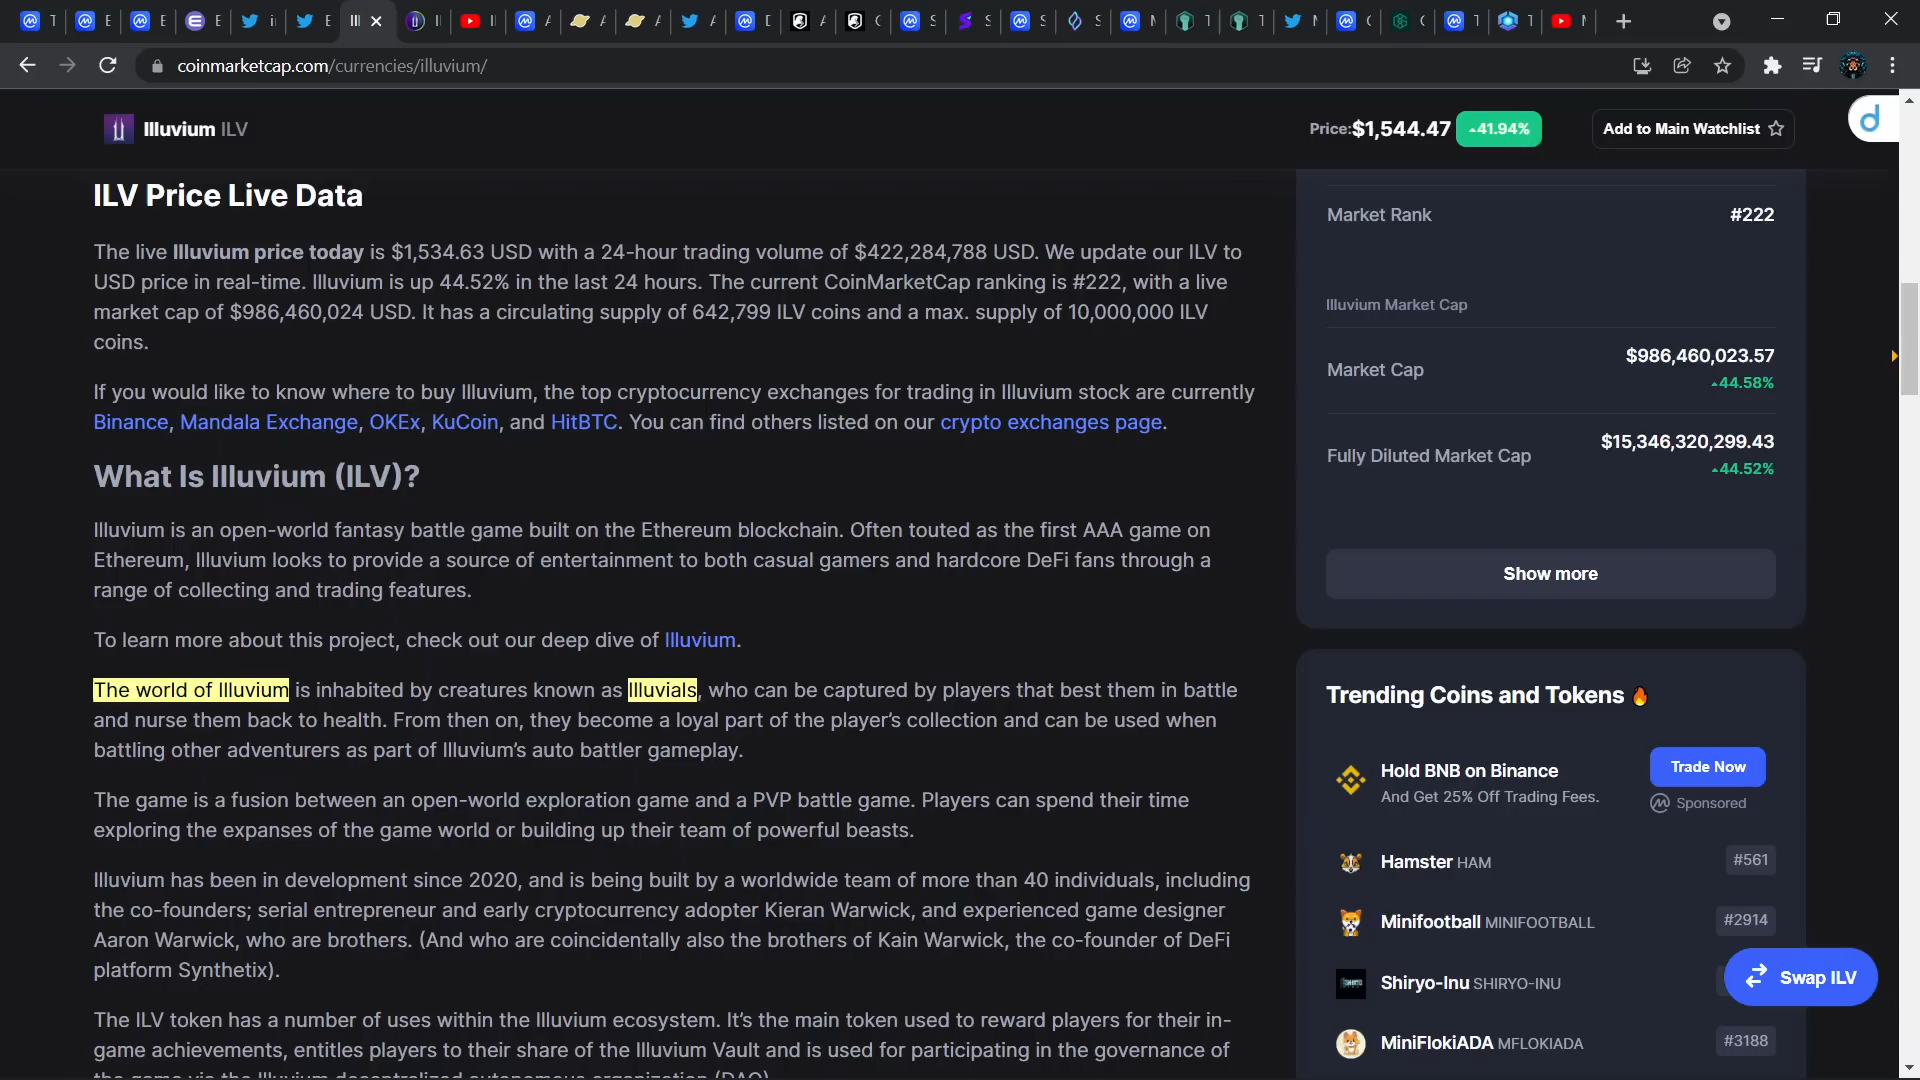 coinmarketcap.com/currencies/illuvium/
Illuvium ILV
Price:$1,544.47
41.94%
Add to Main Watchlist
ILV Price Live Data
The live Illuvium price today is $1,534.63 USD with a 24-hour trading volume of $422,284,788 USD. We update our ILV to
USD price in real-time. Illuvium is up 44.52% in the last 24 hours. The current CoinMarketCap ranking is #222, with a live
market cap of $986,460,024 USD. It has a circulating supply of 642,799 ILV coins and a max. supply of 10,000,000 ILV
coins.
If you would like to know where to buy Illuvium, the top cryptocurrency exchanges for trading in Illuvium stock are currently
Binance, Mandala Exchange, OKEx, KuCoin, and HitBTC. You can find others listed on our crypto exchanges page.
What Is Illuvium (ILV)?
Illuvium is an open-world fantasy battle game built on the Ethereum blockchain. Often touted as the first AAA game on
Ethereum, Illuvium looks to provide a source of entertainment to both casual gamers and hardcore DeFi fans through a
range of collecting and trading features.
To learn more about this project, check out our deep dive of Illuvium.
The world of Illuvium is inhabited by creatures known as Illuvials, who can be captured by players that best them in battle
and nurse them back to health. From then on, they become a loyal part of the player’s collection and can be used when
battling other adventurers as part of Illuvium’s auto battler gameplay.
The game is a fusion between an open-world exploration game and a PVP battle game. Players can spend their time
exploring the expanses of the game world or building up their team of powerful beasts.
Illuvium has been in development since 2020, and is being built by a worldwide team of more than 40 individuals, including
the co-founders; serial entrepreneur and early cryptocurrency adopter Kieran Warwick, and experienced game designer
Aaron Warwick, who are brothers. (And who are coincidentally also the brothers of Kain Warwick, the co-founder of DeFi
platform Synthetix).
The ILV token has a number of uses within the Illuvium ecosystem. It’s the main token used to reward players for their in-
game achievements, entitles players to their share of the Illuvium Vault and is used for participating in the governance of
the game via the Illuvium decentralized autonomous organization (DAO)
Market Rank
#222
Illuvium Market Cap
Market Cap
$986,460,023.57
44.58%
Fully Diluted Market Cap
$15,346,320,299.43
44.52%
Show more
Trending Coins and Tokens
Hold BNB on Binance
And Get 25% Off Trading Fees.
Trade Now
Sponsored
Hamster HAM
#561
Minifootball MINIFOOTBALL
#2914
Shiryo-Inu SHIRYO-INU
Swap ILV
MiniFlokiADA MFLOKIADA
#3188